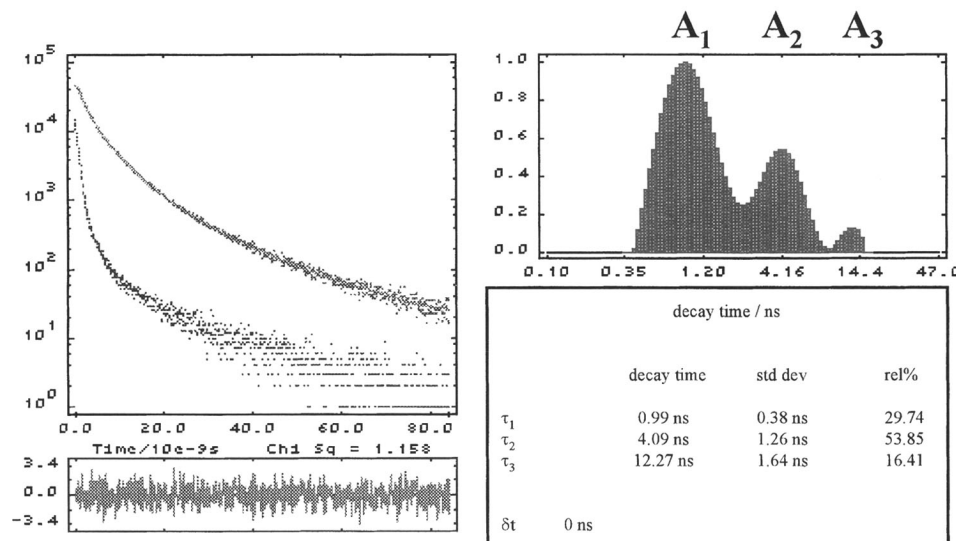 10^5
10^4
10^3
10^2
10^1
10^0
0.0 20.0 40.0 60.0 80.0
Time/10e-9s Chi Sq = 1.158
3.4
0.0
-3.4
A₁ A₂ A₃
1.0
0.8
0.6
0.4
0.2
0.0
0.10 0.35 1.20 4.16 14.4 47.0
decay time / ns
decay time std dev rel%
τ₁ 0.99 ns 0.38 ns 29.74
τ₂ 4.09 ns 1.26 ns 53.85
τ₃ 12.27 ns 1.64 ns 16.41
δt 0 ns